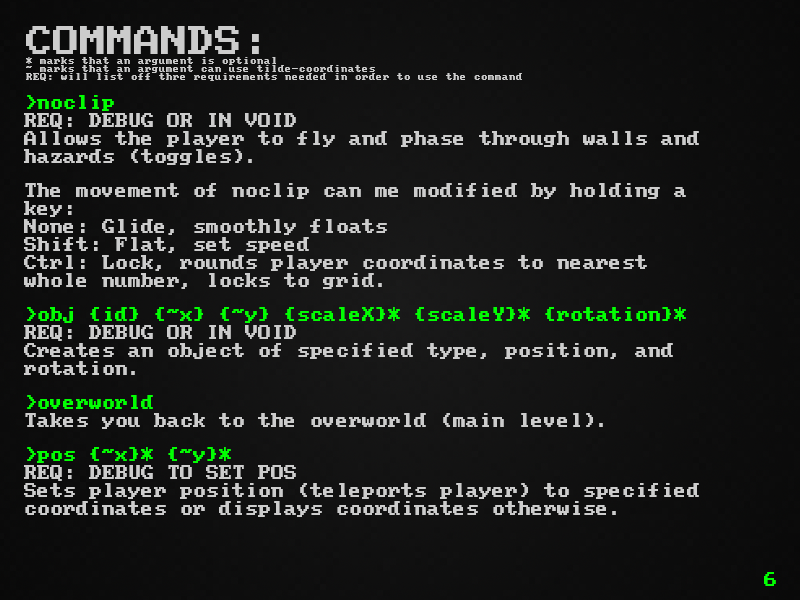 COMMANDS:
* marks that an argument is optional
~ marks that an argument can use tilde-coordinates
REQ: will list off thre requirements needed in order to use the command
>noclip
REQ: DEBUG OR IN VOID
Allows the player to fly and phase through walls and
hazards (toggles).
The movement of noclip can me modified by holding a
key:
None: Glide, smoothly floats
Shift: Flat, set speed
Ctrl: Lock, rounds player coordinates to nearest
whole number, locks to grid.
>obj {id} {~x} {~y} {scaleX}* {scaleY}* {rotation}*
REQ: DEBUG OR IN VOID
Creates an object of specified type, position, and
rotation.
>overworld
Takes you back to the overworld (main level).
>pos {~x}* {~y}*
REQ: DEBUG TO SET POS
Sets player position (teleports player) to specified
coordinates or displays coordinates otherwise.
6